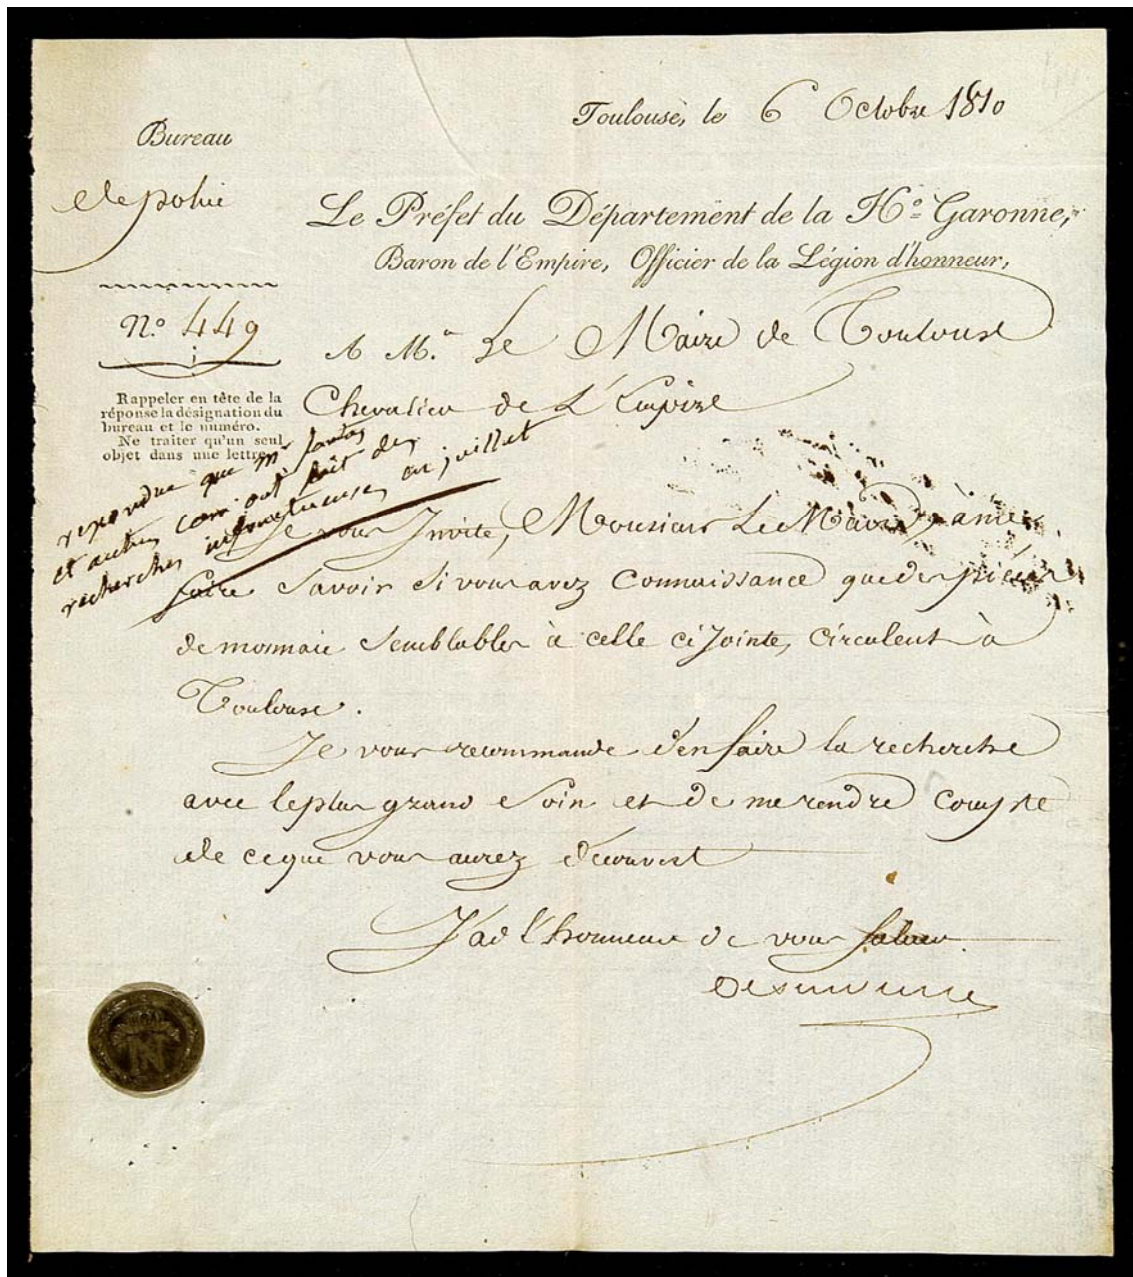 Toulouse, le 6 Octobre 1810
Bureau
de polic
Le Préfet du Département de la Hte Garonne,
Baron de l'Empire, Officier de la Légion d'honneur,
N.º 449
A M.r Le Maire de Toulouse
Chevalier de L'Empire
Rappeler en tête de la
réponse la désignation du
bureau et le numéro.
Ne traiter qu'un seul
objet dans une lettre.
repondre que mr
et autres com ont fait des
recherches infructueuses en juillet
Je vous Invite, Monsieur Le Maire, à me
faire Savoir Si vous avez Connaissance que des pièces
de monnaie Semblables à celle ci Jointe, Circulent à
Toulouse.
Je vous recommande d'en faire la recherche
avec le plus grand Soin et de me rendre Compte
de ce que vous aurez découvert
J'ai l'honneur de vous Saluer.
N